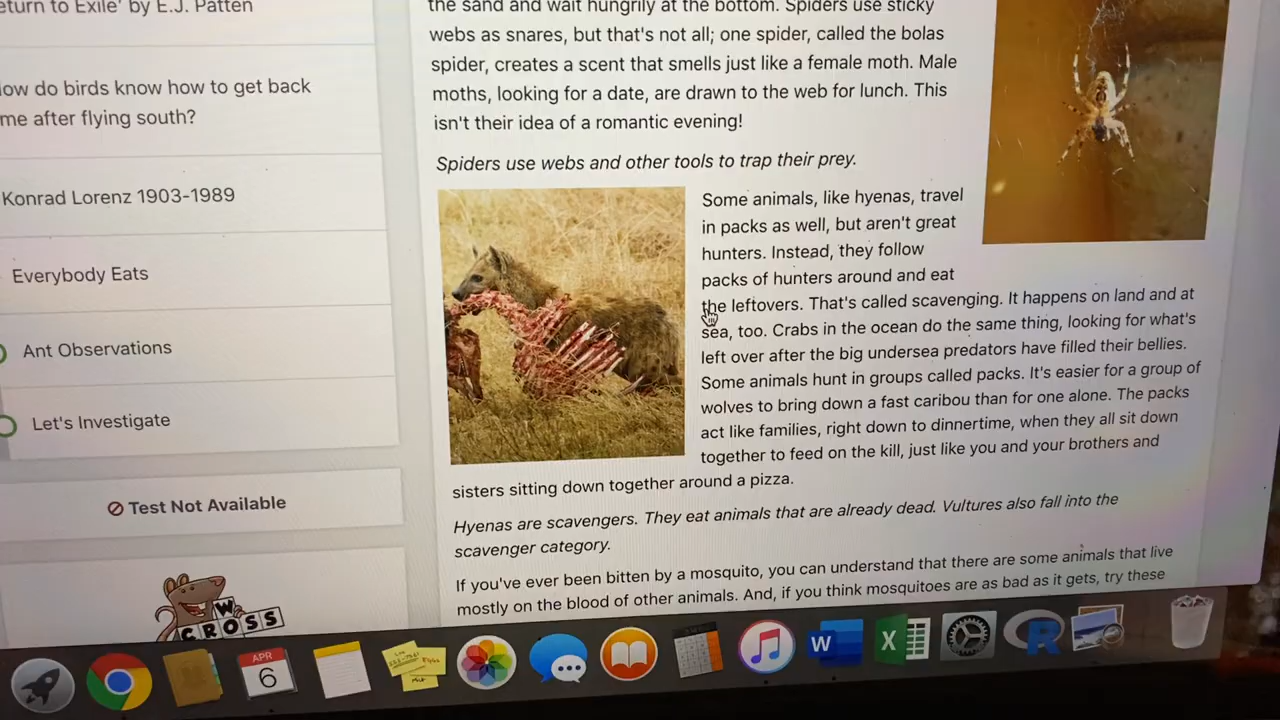 eturn to Exile' by E.J. Patten
ow do birds know how to get back
me after flying south?
Konrad Lorenz 1903-1989
Everybody Eats
Ant Observations
Let's Investigate
Test Not Available
W
CROSS
the sand and wait hungrily at the bottom. Spiders use sticky
webs as snares, but that's not all; one spider, called the bolas
spider, creates a scent that smells just like a female moth. Male
moths, looking for a date, are drawn to the web for lunch. This
isn't their idea of a romantic evening!
Spiders use webs and other tools to trap their prey.
Some animals, like hyenas, travel
in packs as well, but aren't great
hunters. Instead, they follow
packs of hunters around and eat
the leftovers. That's called scavenging. It happens on land and at
sea, too. Crabs in the ocean do the same thing, looking for what's
left over after the big undersea predators have filled their bellies.
Some animals hunt in groups called packs. It's easier for a group of
wolves to bring down a fast caribou than for one alone. The packs
act like families, right down to dinnertime, when they all sit down
together to feed on the kill, just like you and your brothers and
sisters sitting down together around a pizza.
Hyenas are scavengers. They eat animals that are already dead. Vultures also fall into the
scavenger category.
If you've ever been bitten by a mosquito, you can understand that there are some animals that live
mostly on the blood of other animals. And, if you think mosquitoes are as bad as it gets, try these
APR
6
W
X
R